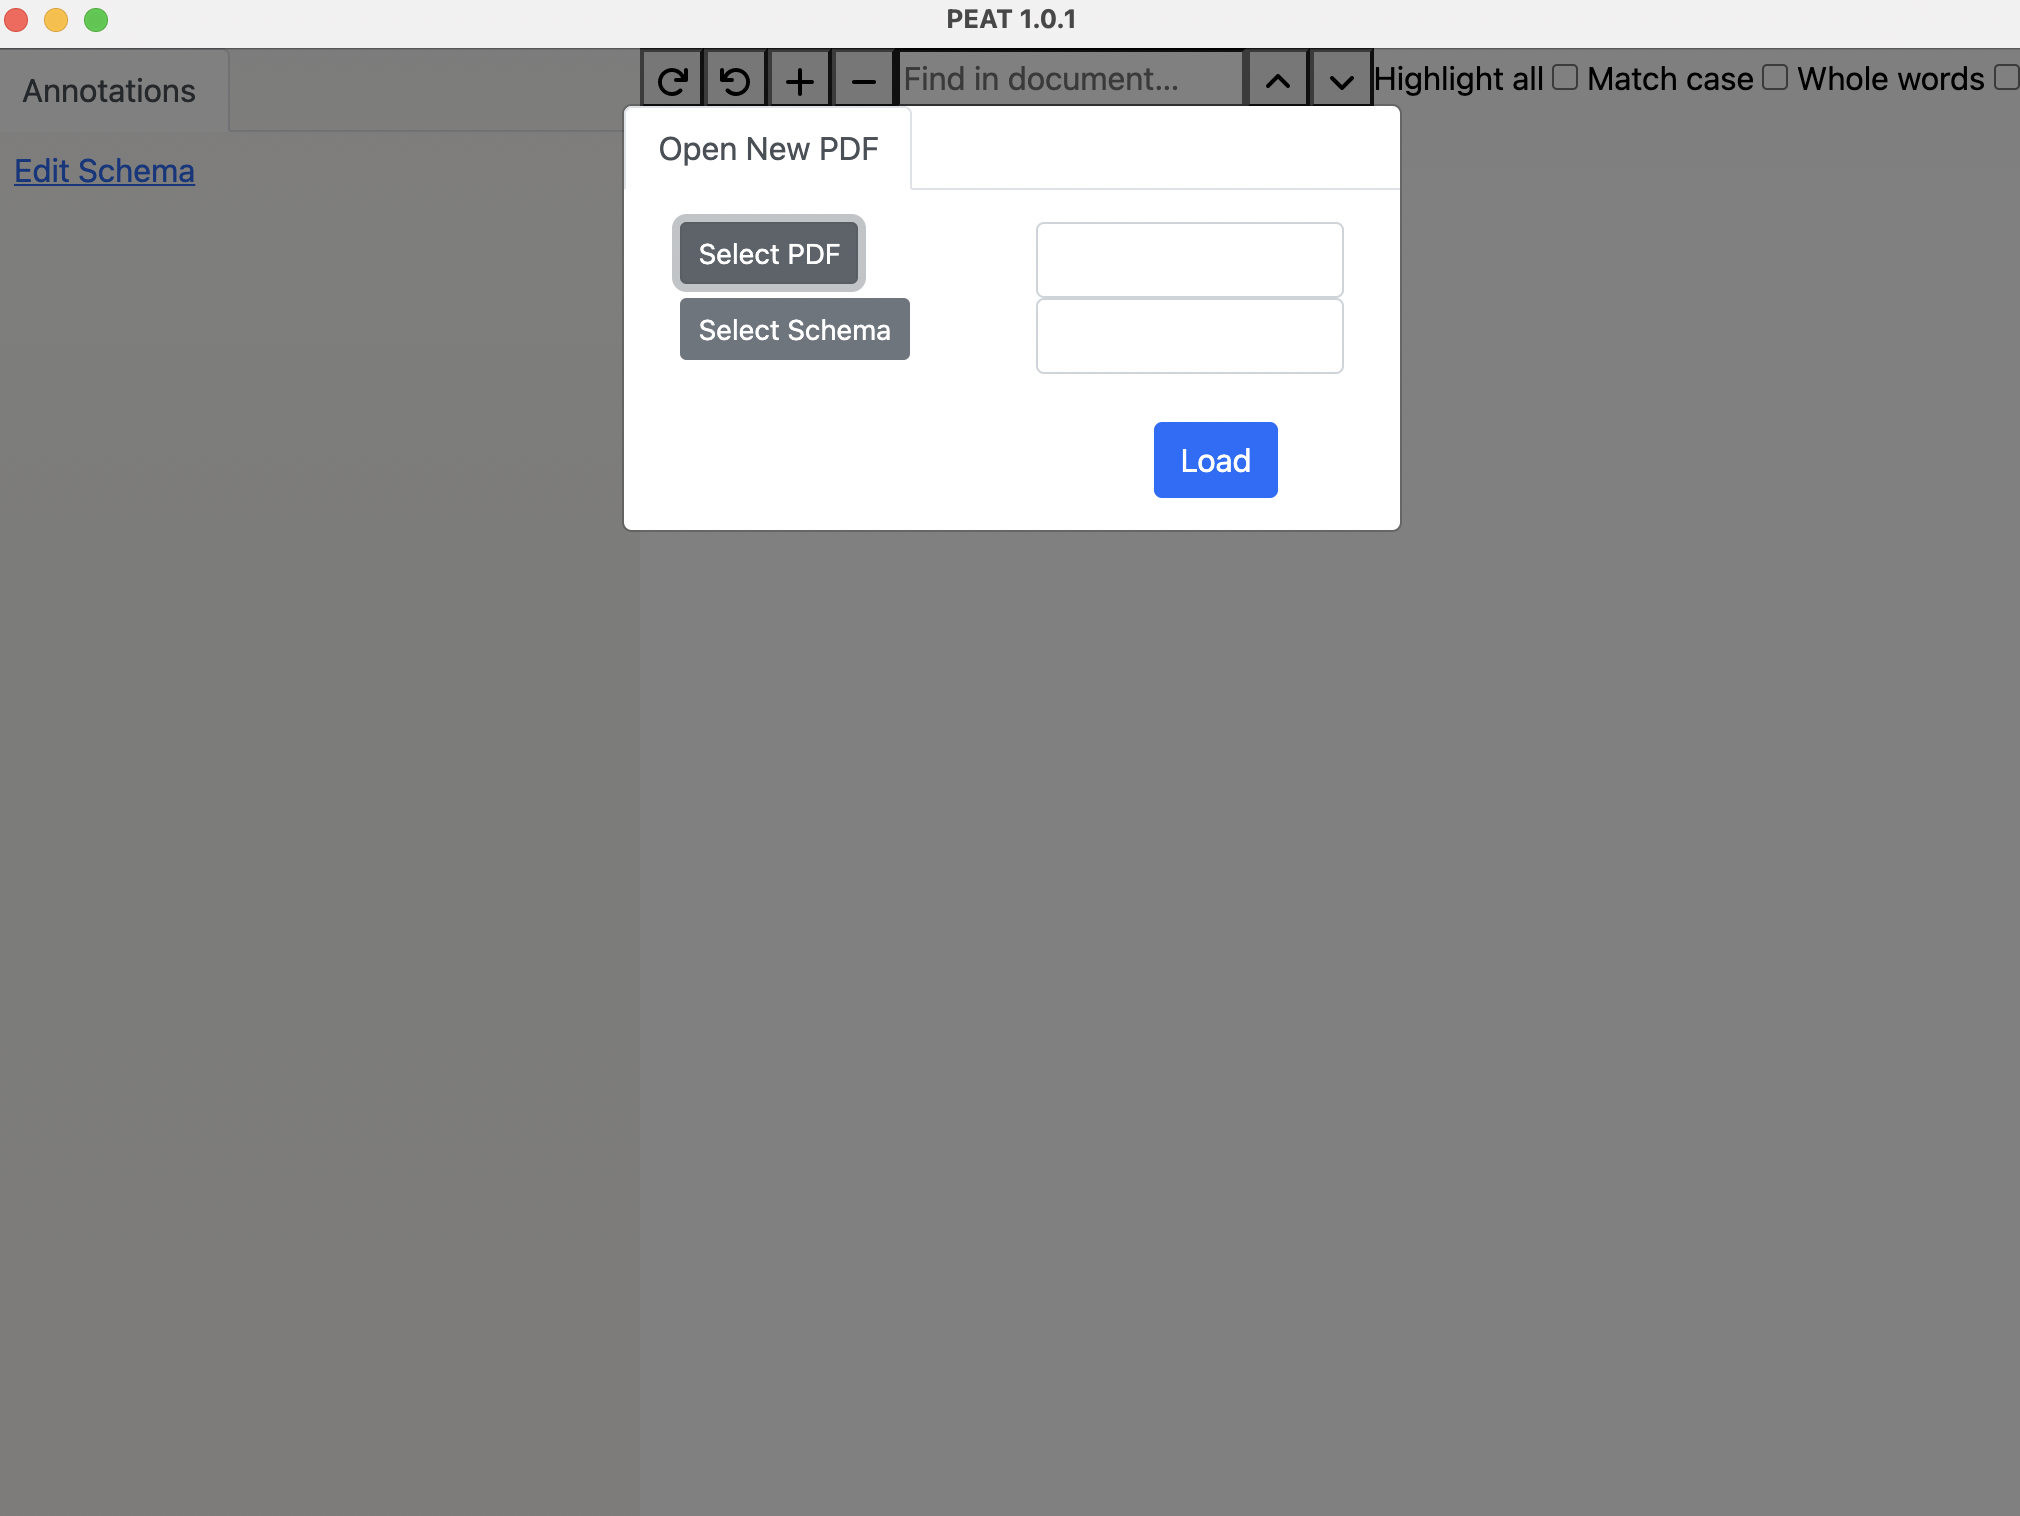 PEAT 1.0.1
Annotations
Find in document...
Highlight all Match case Whole words
Edit Schema
Open New PDF
Select PDF
Select Schema
Load